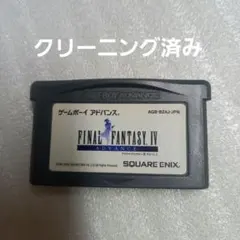 クリーニング済み
ゲームボーイ アドバンス
AGB-BZ4J-JPN
FINAL FANTASY IV
ADVANCE
SQUARE ENIX